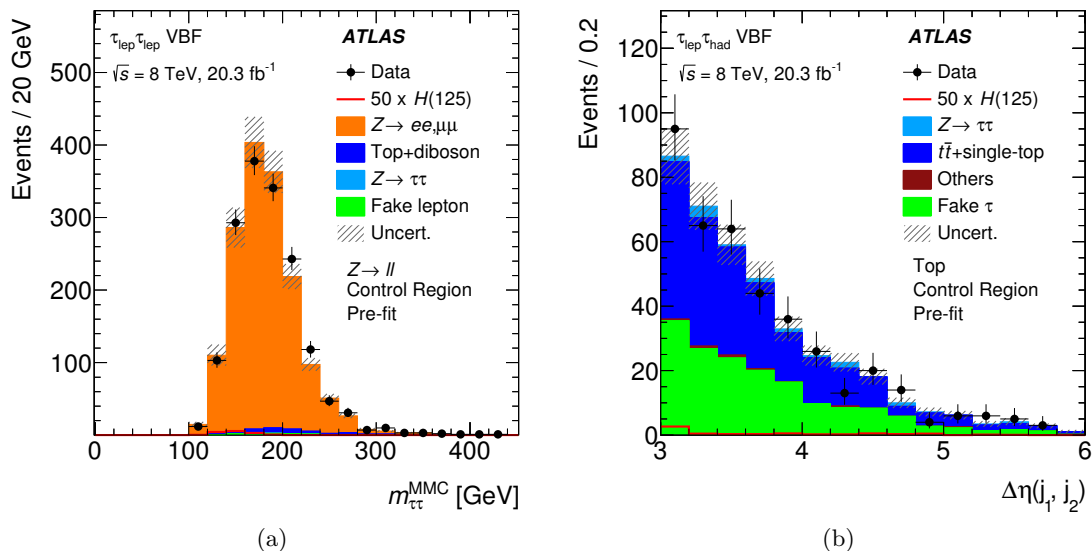 Events / 20 GeV
τlepτlep VBF
ATLAS
√s = 8 TeV, 20.3 fb⁻¹
Data
50 x H(125)
Z→ ee,μμ
Top+diboson
Z→ ττ
Fake lepton
Uncert.
Z→ ll
Control Region
Pre-fit
500
400
300
200
100
0 100 200 300 400
mττ^MMC [GeV]
(a)
Events / 0.2
τlepτhad VBF
ATLAS
√s = 8 TeV, 20.3 fb⁻¹
Data
50 x H(125)
Z→ ττ
tt̄+single-top
Others
Fake τ
Uncert.
Top
Control Region
Pre-fit
120
100
80
60
40
20
0
3 4 5 6
Δη(j₁, j₂)
(b)